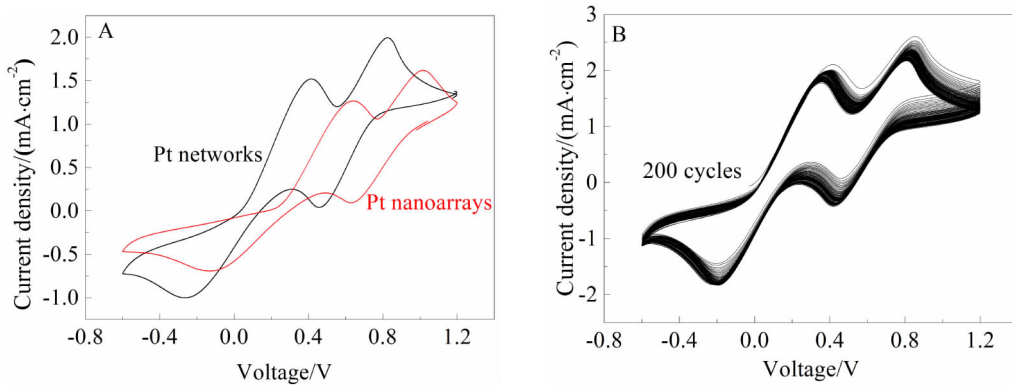 A
Current density/(mA·cm⁻²)
2.0
1.5
1.0
0.5
0.0
-0.5
-1.0
Pt networks
Pt nanoarrays
-0.8 -0.4 0.0 0.4 0.8 1.2
Voltage/V
B
Current density/(mA·cm⁻²)
3
2
1
0
-1
-2
200 cycles
-0.8 -0.4 0.0 0.4 0.8 1.2
Voltage/V